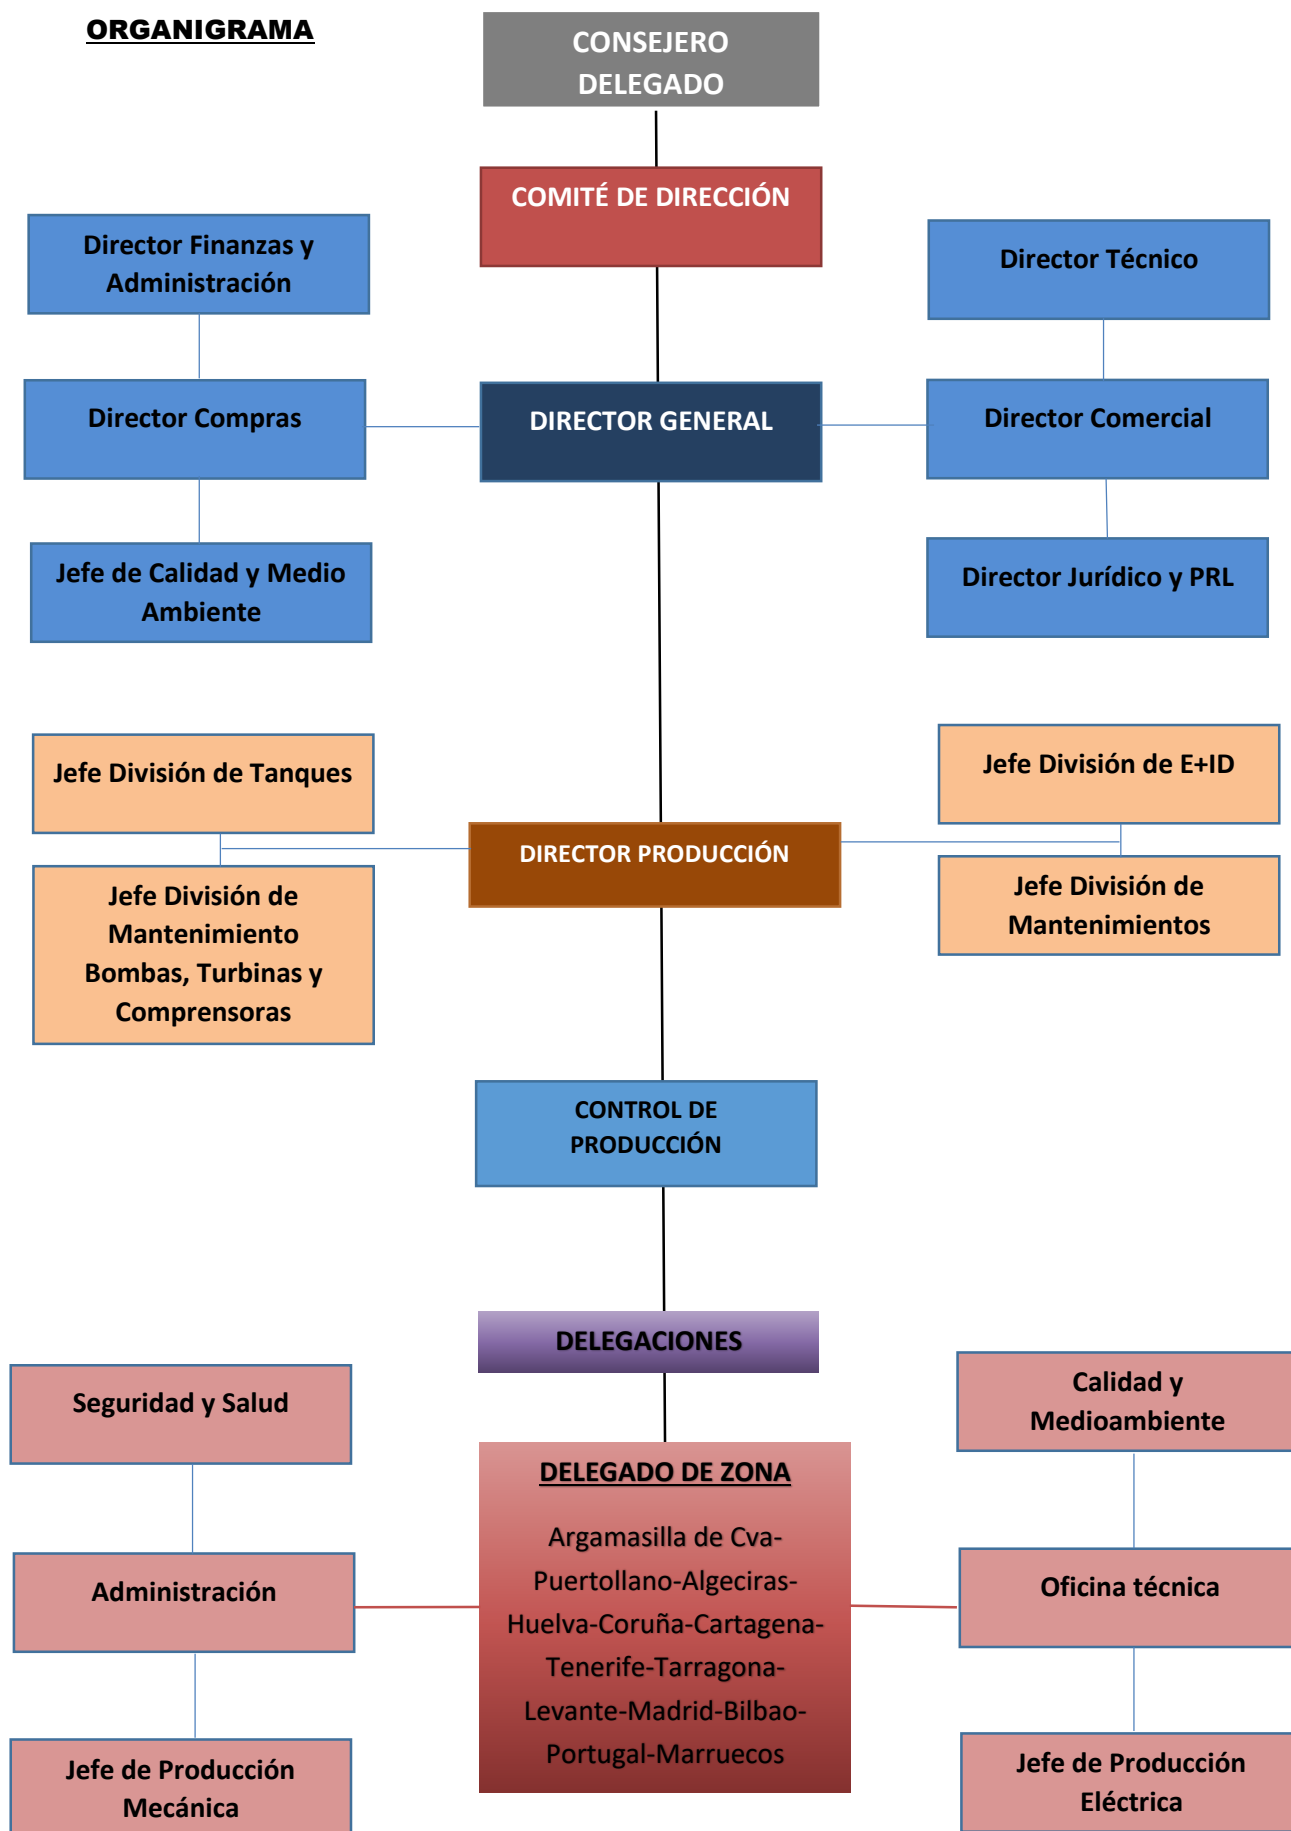 ORGANIGRAMA
CONSEJERO
DELEGADO
COMITÉ DE DIRECCIÓN
Director Finanzas y
Administración
Director Técnico
Director Compras
DIRECTOR GENERAL
Director Comercial
Jefe de Calidad y Medio
Ambiente
Director Jurídico y PRL
Jefe División de Tanques
Jefe División de E+ID
DIRECTOR PRODUCCIÓN
Jefe División de
Mantenimiento
Bombas, Turbinas y
Comprensoras
Jefe División de
Mantenimientos
CONTROL DE
PRODUCCIÓN
DELEGACIONES
Seguridad y Salud
Calidad y
Medioambiente
DELEGADO DE ZONA
Argamasilla de Cva-
Puertollano-Algeciras-
Huelva-Coruña-Cartagena-
Tenerife-Tarragona-
Levante-Madrid-Bilbao-
Portugal-Marruecos
Administración
Oficina técnica
Jefe de Producción
Mecánica
Jefe de Producción
Eléctrica